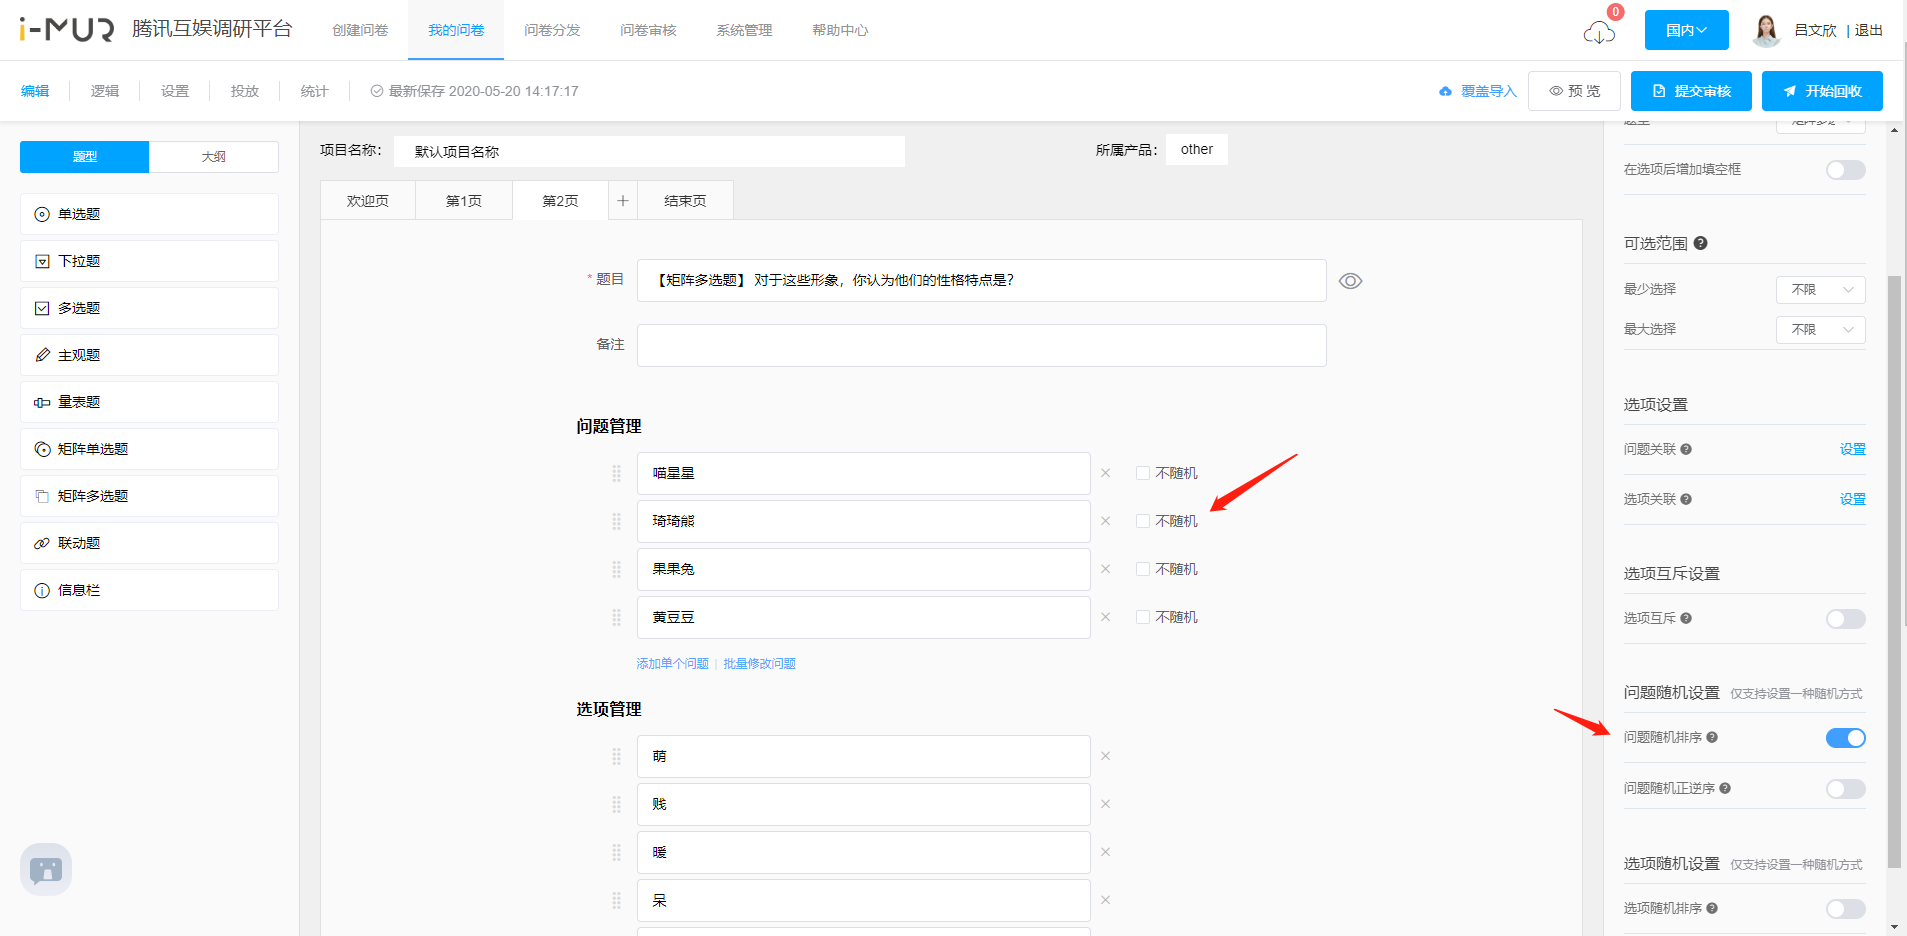 i-MUR 腾讯互娱调研平台 创建问卷 我的问卷 问卷分发 问卷审核 系统管理 帮助中心 0 国内 吕文欣 | 退出
编辑 逻辑 设置 投放 统计 最新保存 2020-05-20 14:17:17 覆盖导入 预 览 提交审核 开始回收
题型 大纲
单选题
下拉题
多选题
主观题
量表题
矩阵单选题
矩阵多选题
联动题
信息栏
项目名称: 默认项目名称 所属产品: other
欢迎页 第1页 第2页 + 结束页
* 题目 【矩阵多选题】 对于这些形象，你认为他们的性格特点是?
备注
问题管理
喵星星 × 不随机
琦琦熊 × 不随机
果果兔 × 不随机
黄豆豆 × 不随机
添加单个问题 | 批量修改问题
选项管理
萌 ×
贱 ×
暖 ×
呆 ×
在选项后增加填空框
可选范围 ?
最少选择 不限
最大选择 不限
选项设置
问题关联 ? 设置
选项关联 ? 设置
选项互斥设置
选项互斥 ?
问题随机设置 仅支持设置一种随机方式
问题随机排序 ?
问题随机正逆序 ?
选项随机设置 仅支持设置一种随机方式
选项随机排序 ?